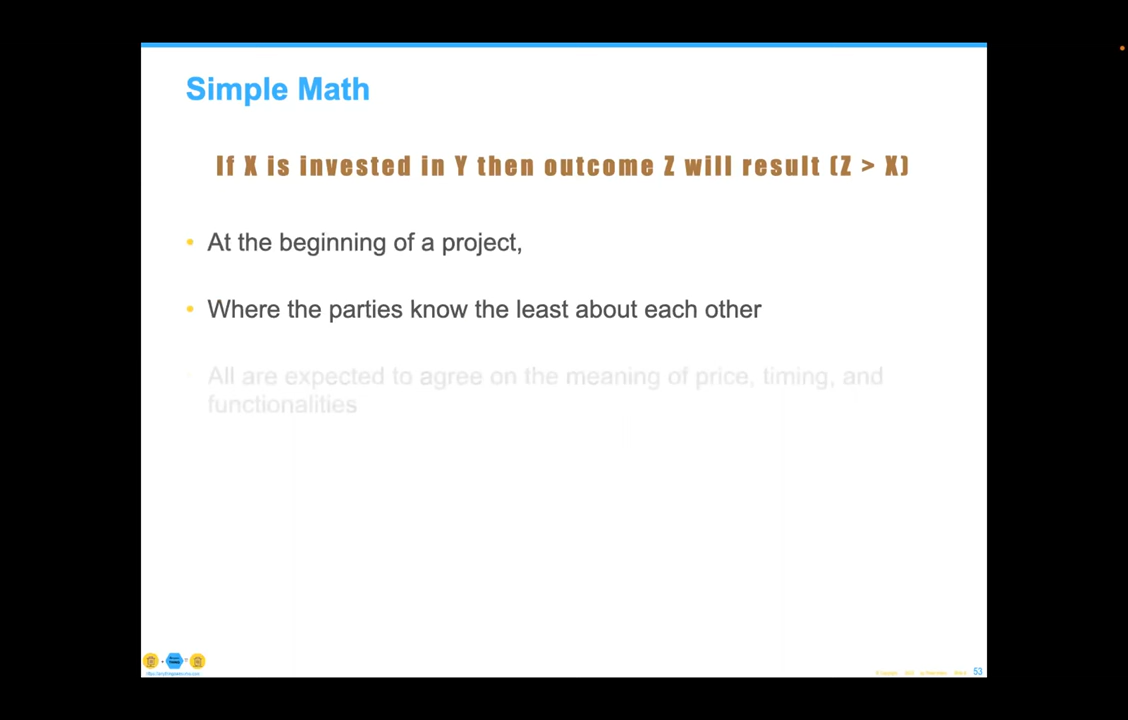 Simple Math
If X is invested in Y then outcome Z will result (Z > X)
• At the beginning of a project,
• Where the parties know the least about each other
All are expected to agree on the meaning of price, timing, and
functionalities
53